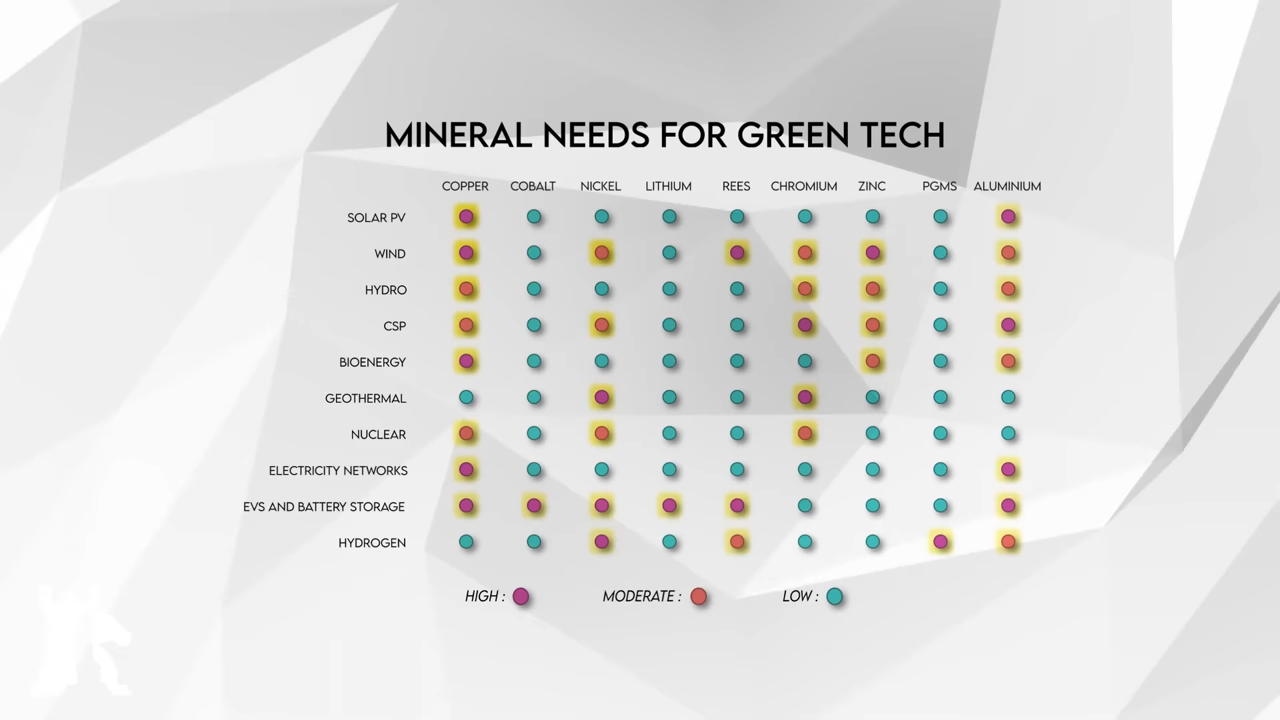 MINERAL NEEDS FOR GREEN TECH
COPPER COBALT NICKEL LITHIUM REES CHROMIUM ZINC PGMS ALUMINIUM
SOLAR PV
WIND
HYDRO
CSP
BIOENERGY
GEOTHERMAL
NUCLEAR
ELECTRICITY NETWORKS
EVS AND BATTERY STORAGE
HYDROGEN
HIGH : MODERATE : LOW :